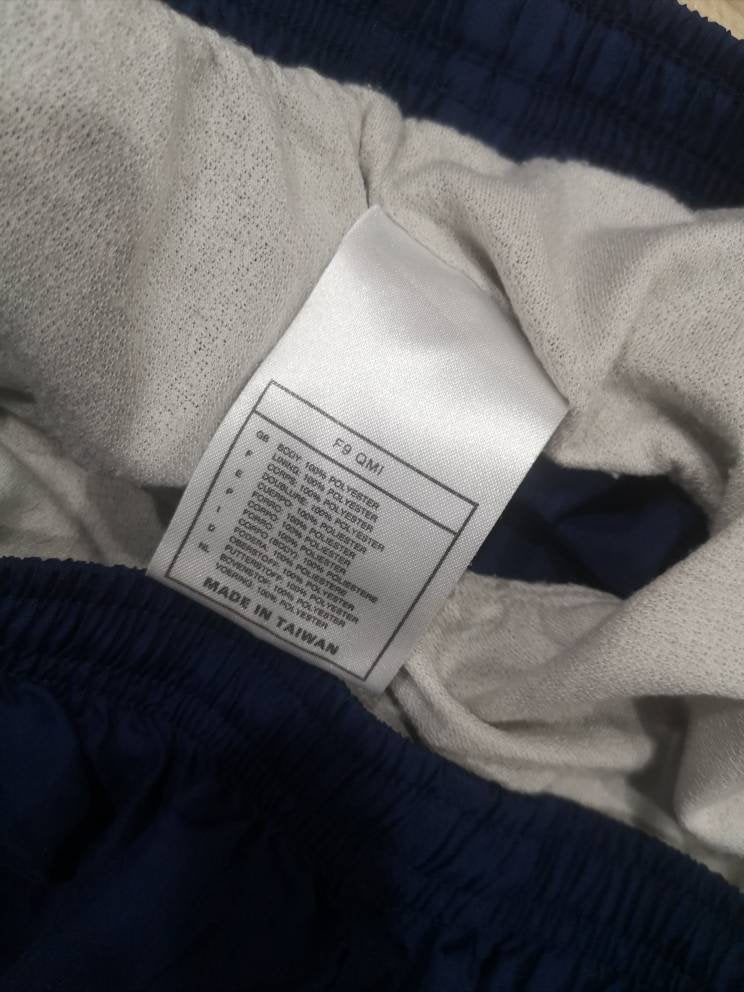 F9 QMI
GB BODY: 100% POLYESTER
LINING: 100% POLYESTER
F CORPS: 100% POLYESTER
DOUBLURE: 100% POLYESTER
E CUERPO: 100% POLIESTER
FORRO: 100% POLIESTER
P CORPO: 100% POLIESTER
FORRO: 100% POLIESTER
I CORPO (BODY): 100% POLIESTERE
FODERA: 100% POLIESTERE
D OBERSTOFF: 100% POLYESTER
FUTTERSTOFF: 100% POLYESTER
NL BOVENSTOF: 100% POLYESTER
VOERING: 100% POLYESTER
MADE IN TAIWAN